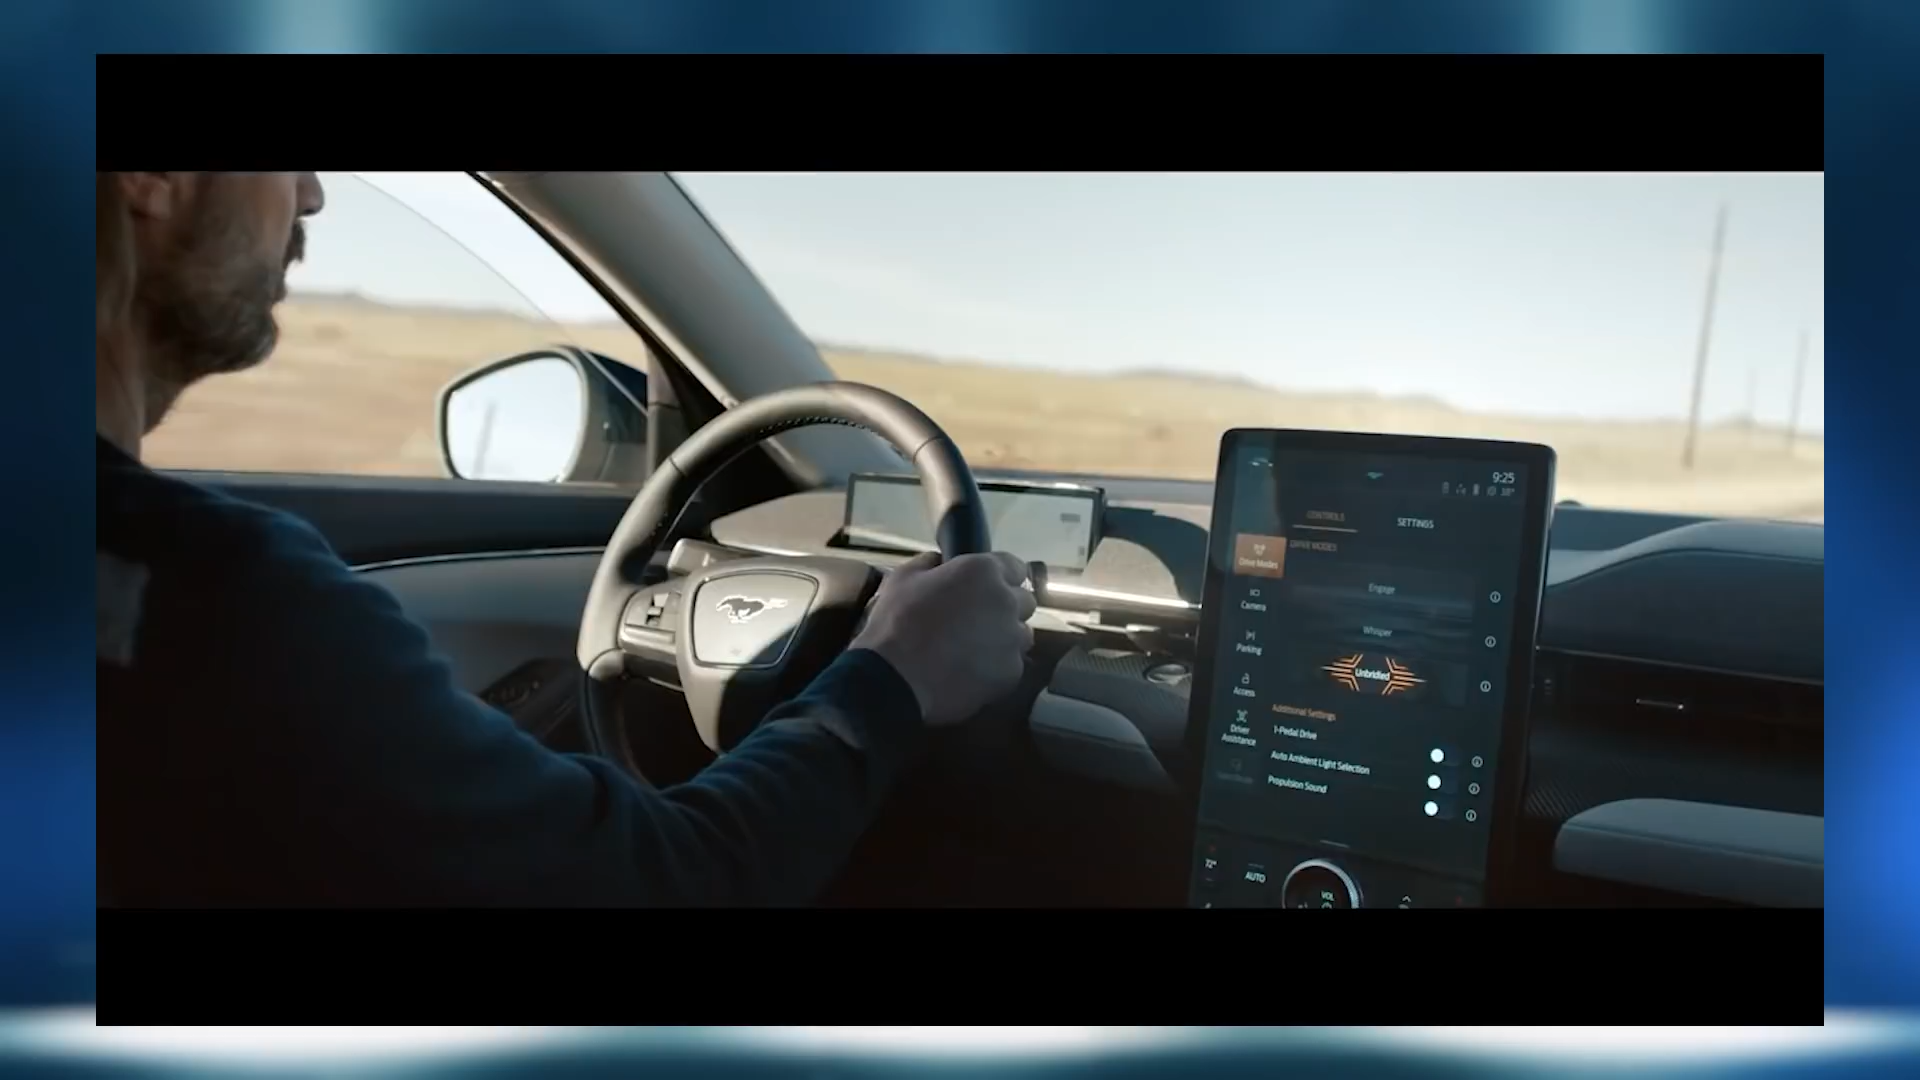 9:25
CONTROLS
SETTINGS
DRIVE MODES
Drive Modes
Engage
Camera
Whisper
Parking
Unbridled
Access
Additional Settings
1-Pedal Drive
Driver
Assistance
Auto Ambient Light Selection
Propulsion Sound
72°
AUTO
VOL